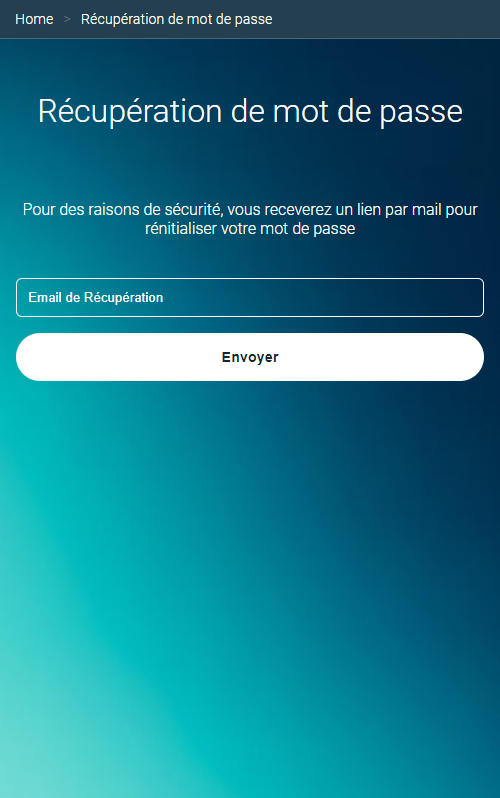 Home > Récupération de mot de passe
Récupération de mot de passe
Pour des raisons de sécurité, vous receverez un lien par mail pour
rénitialiser votre mot de passe
Email de Récupération
Envoyer